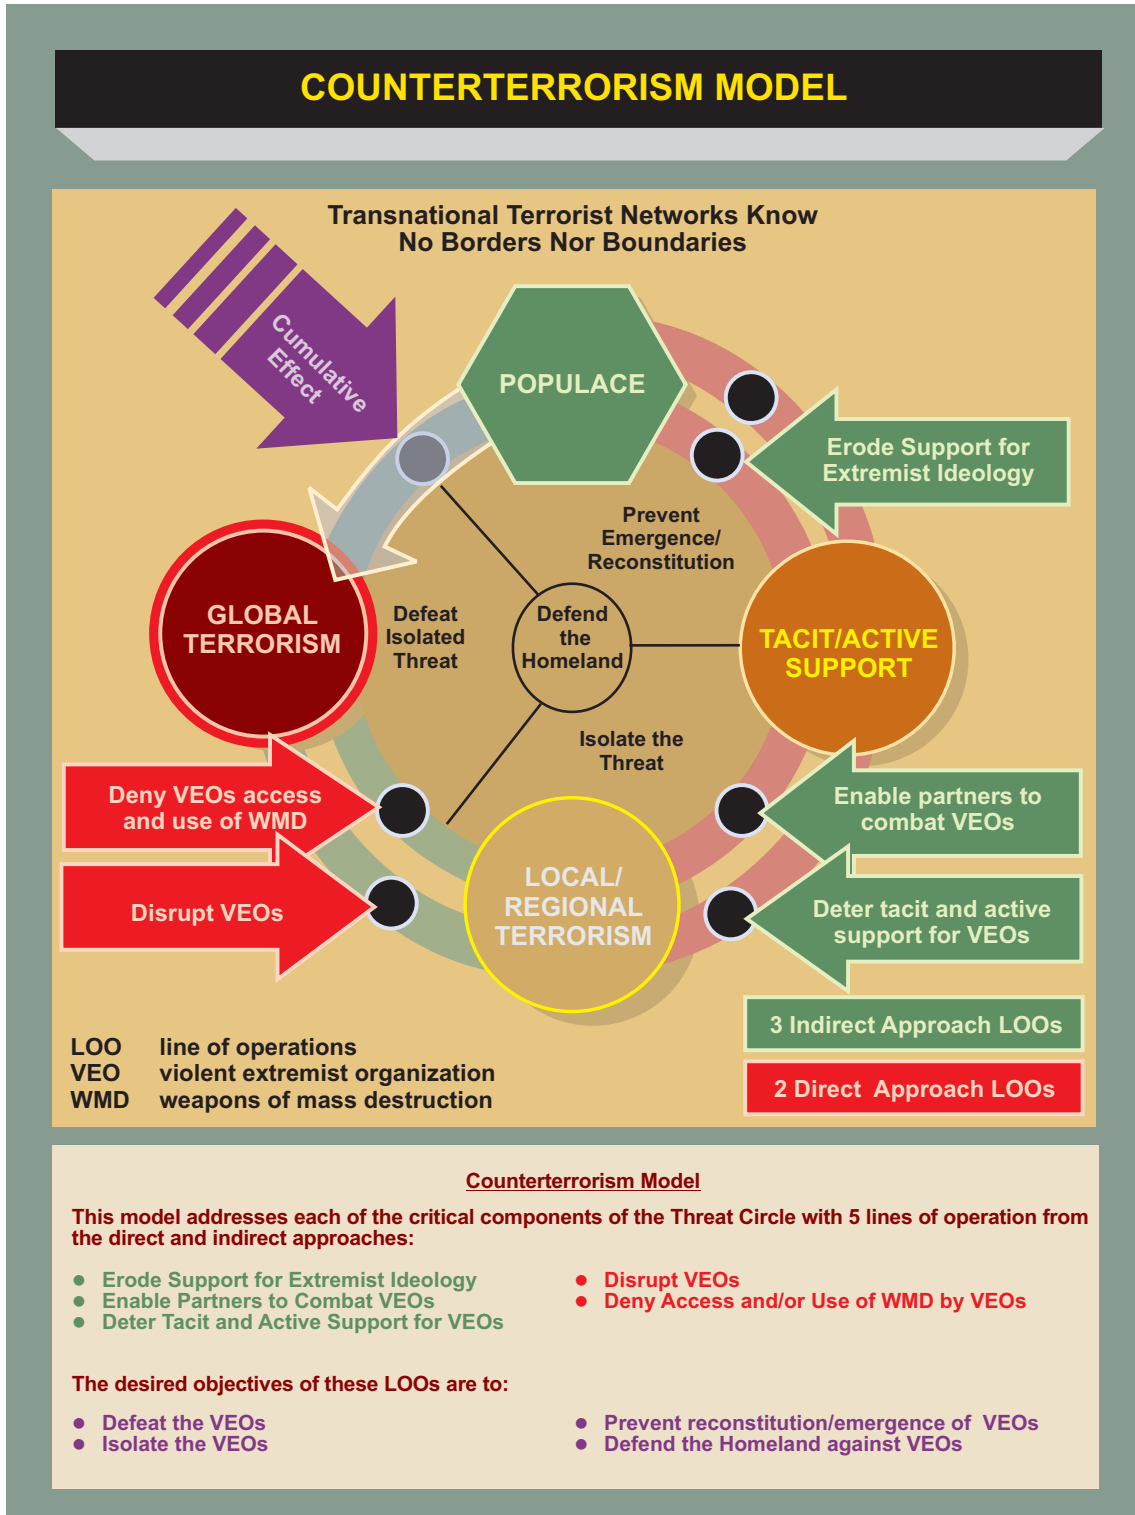 COUNTERTERRORISM MODEL
Transnational Terrorist Networks Know
No Borders Nor Boundaries
Cumulative
Effect
POPULACE
Erode Support for
Extremist Ideology
Prevent
Emergence/
Reconstitution
GLOBAL
TERRORISM
Defeat
Isolated
Threat
Defend
the
Homeland
TACIT/ACTIVE
SUPPORT
Isolate the
Threat
Deny VEOs access
and use of WMD
Enable partners to
combat VEOs
Disrupt VEOs
LOCAL/
REGIONAL
TERRORISM
Deter tacit and active
support for VEOs
3 Indirect Approach LOOs
2 Direct Approach LOOs
LOO line of operations
VEO violent extremist organization
WMD weapons of mass destruction
Counterterrorism Model
This model addresses each of the critical components of the Threat Circle with 5 lines of operation from
the direct and indirect approaches:
● Erode Support for Extremist Ideology
● Enable Partners to Combat VEOs
● Deter Tacit and Active Support for VEOs
● Disrupt VEOs
● Deny Access and/or Use of WMD by VEOs
The desired objectives of these LOOs are to:
● Defeat the VEOs
● Isolate the VEOs
● Prevent reconstitution/emergence of VEOs
● Defend the Homeland against VEOs